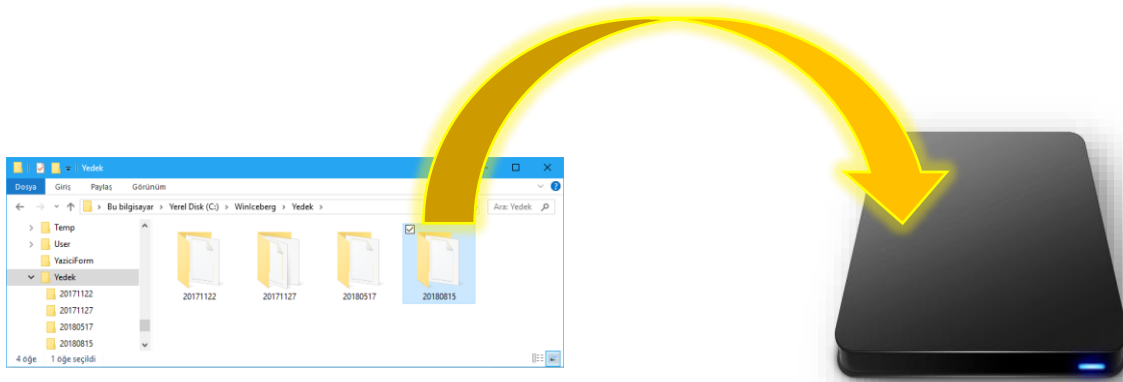 Yedek
Dosya Giriş Paylaş Görünüm
Bu bilgisayar > Yerel Disk (C:) > WinIceberg > Yedek > Ara: Yedek
Temp
User
YaziciForm
Yedek
20171122
20171127
20180517
20180815
20171122 20171127 20180517 20180815
4 öğe 1 öğe seçildi